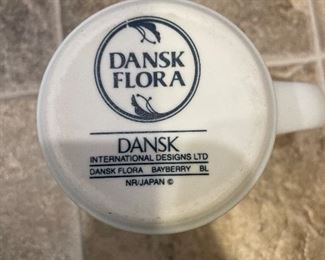 DANSK
FLORA
DANSK
INTERNATIONAL DESIGNS LTD
DANSK FLORA BAYBERRY BL
NR/JAPAN ©